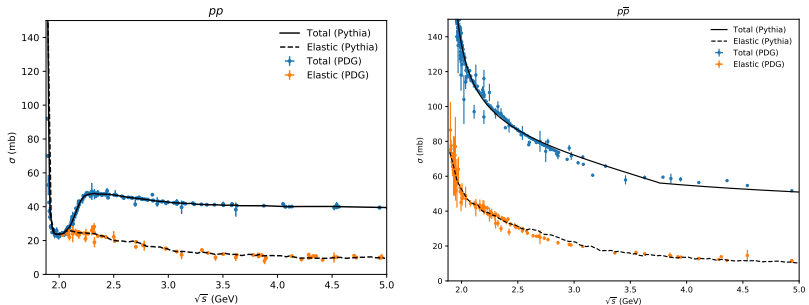 pp
Total (Pythia)
Elastic (Pythia)
Total (PDG)
Elastic (PDG)
σ (mb)
140
120
100
80
60
40
20
0
2.0 2.5 3.0 3.5 4.0 4.5 5.0
√s (GeV)
pp̅
Total (Pythia)
Elastic (Pythia)
Total (PDG)
Elastic (PDG)
σ (mb)
140
120
100
80
60
40
20
0
2.0 2.5 3.0 3.5 4.0 4.5 5.0
√s (GeV)